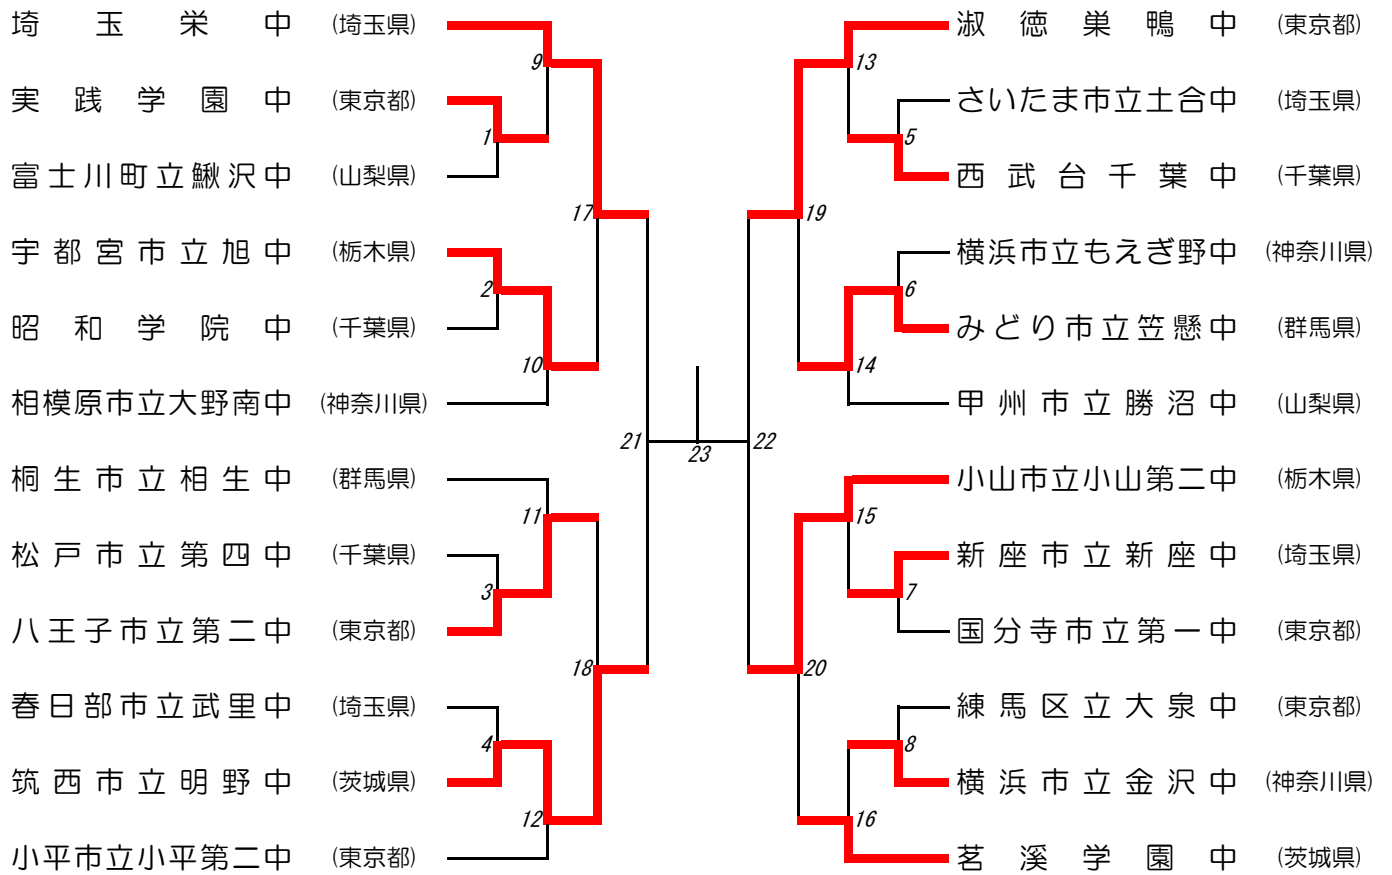 埼玉栄中 (埼玉県)
9
実践学園中 (東京都)
1
富士川町立鰍沢中 (山梨県)
17
宇都宮市立旭中 (栃木県)
2
昭和学院中 (千葉県)
10
相模原市立大野南中 (神奈川県)
21
23
桐生市立相生中 (群馬県)
11
松戸市立第四中 (千葉県)
3
八王子市立第二中 (東京都)
18
春日部市立武里中 (埼玉県)
4
筑西市立明野中 (茨城県)
12
小平市立小平第二中 (東京都)
淑徳巣鴨中 (東京都)
13
さいたま市立土合中 (埼玉県)
5
西武台千葉中 (千葉県)
19
横浜市立もえぎ野中 (神奈川県)
6
みどり市立笠懸中 (群馬県)
14
甲州市立勝沼中 (山梨県)
22
小山市立小山第二中 (栃木県)
15
新座市立新座中 (埼玉県)
7
国分寺市立第一中 (東京都)
20
練馬区立大泉中 (東京都)
8
横浜市立金沢中 (神奈川県)
16
茗溪学園中 (茨城県)